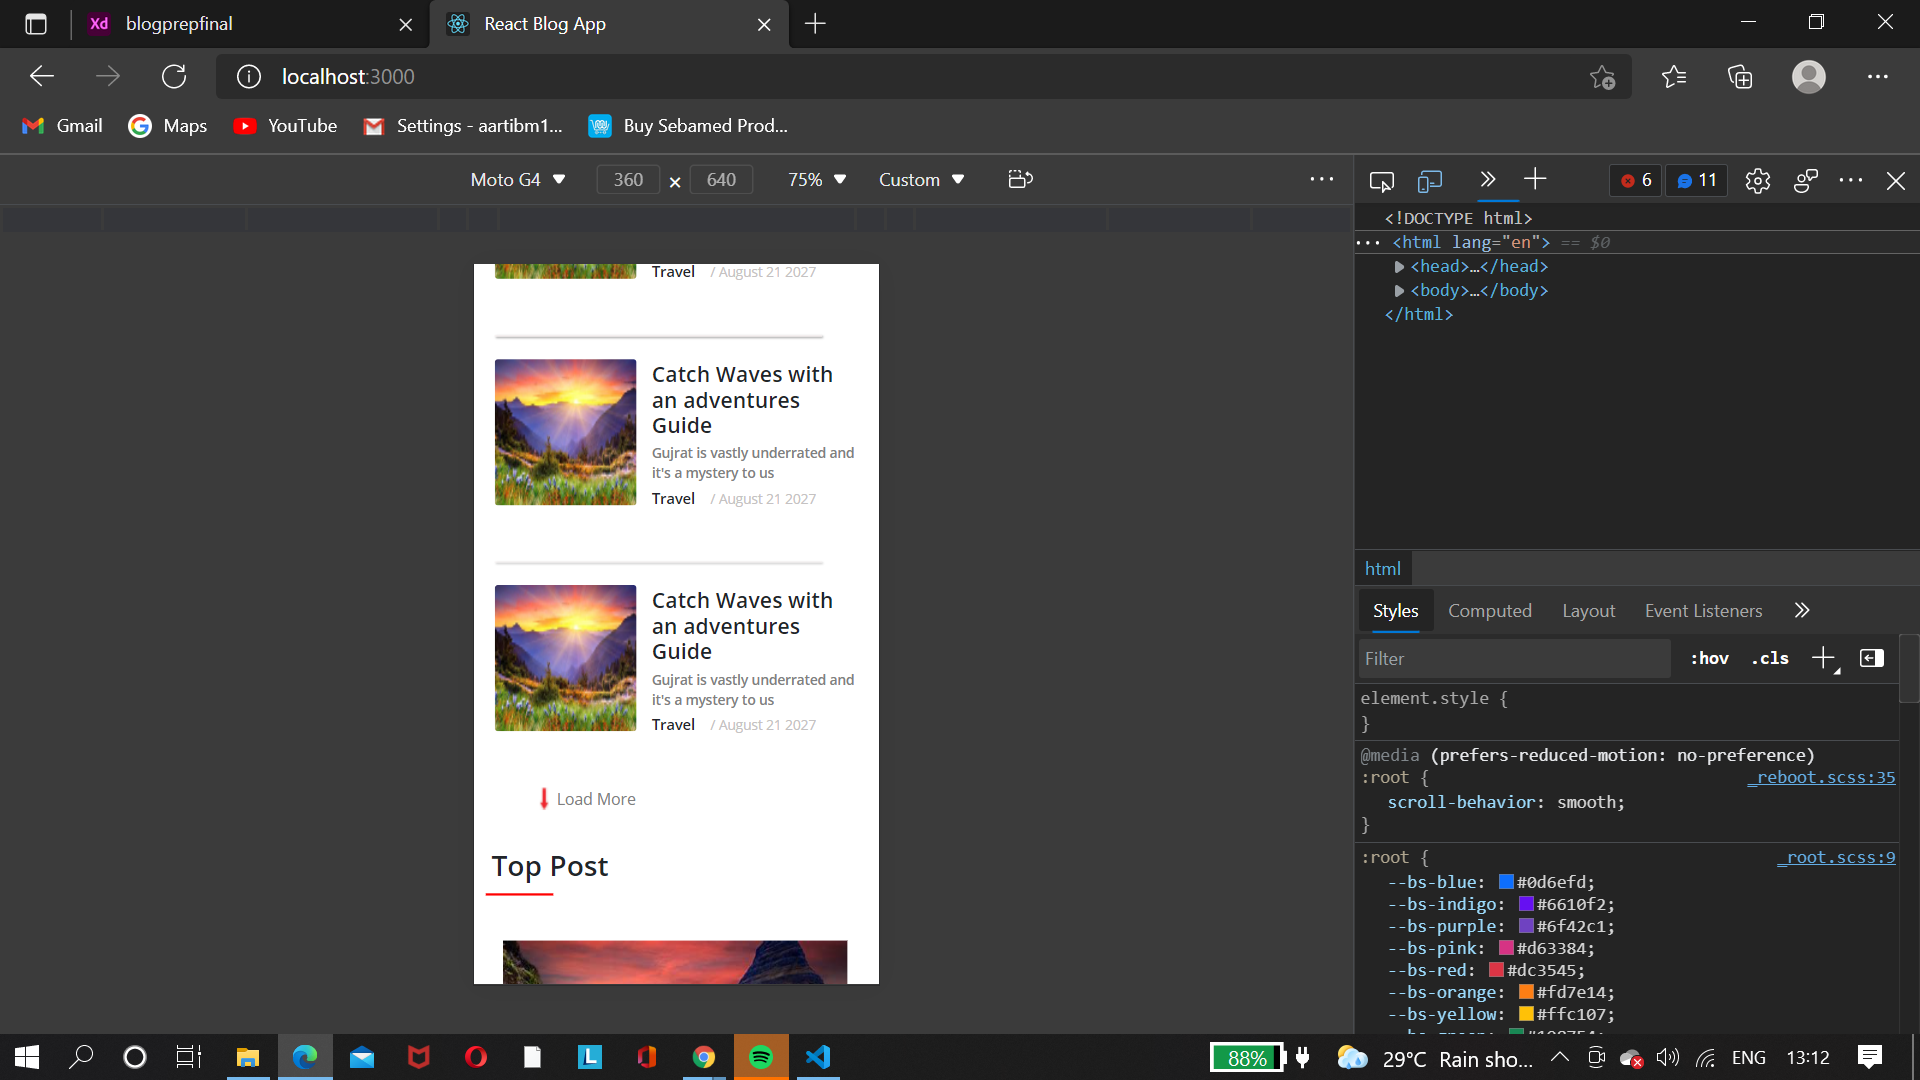 Xd blogprepfinal
React Blog App
localhost:3000
Gmail Maps YouTube Settings - aartibm1... Buy Sebamed Prod...
Moto G4 360 × 640 75% Custom
6 11
<!DOCTYPE html>
··· <html lang="en"> == $0
<head>…</head>
<body>…</body>
</html>
Travel / August 21 2027
Catch Waves with
an adventures
Guide
Gujrat is vastly underrated and
it's a mystery to us
Travel / August 21 2027
Catch Waves with
an adventures
Guide
Gujrat is vastly underrated and
it's a mystery to us
Travel / August 21 2027
Load More
Top Post
html
Styles Computed Layout Event Listeners
Filter :hov .cls
element.style {
}
@media (prefers-reduced-motion: no-preference)
:root { _reboot.scss:35
scroll-behavior: smooth;
}
:root { _root.scss:9
--bs-blue: #0d6efd;
--bs-indigo: #6610f2;
--bs-purple: #6f42c1;
--bs-pink: #d63384;
--bs-red: #dc3545;
--bs-orange: #fd7e14;
--bs-yellow: #ffc107;
88% 29°C Rain sho... ENG 13:12